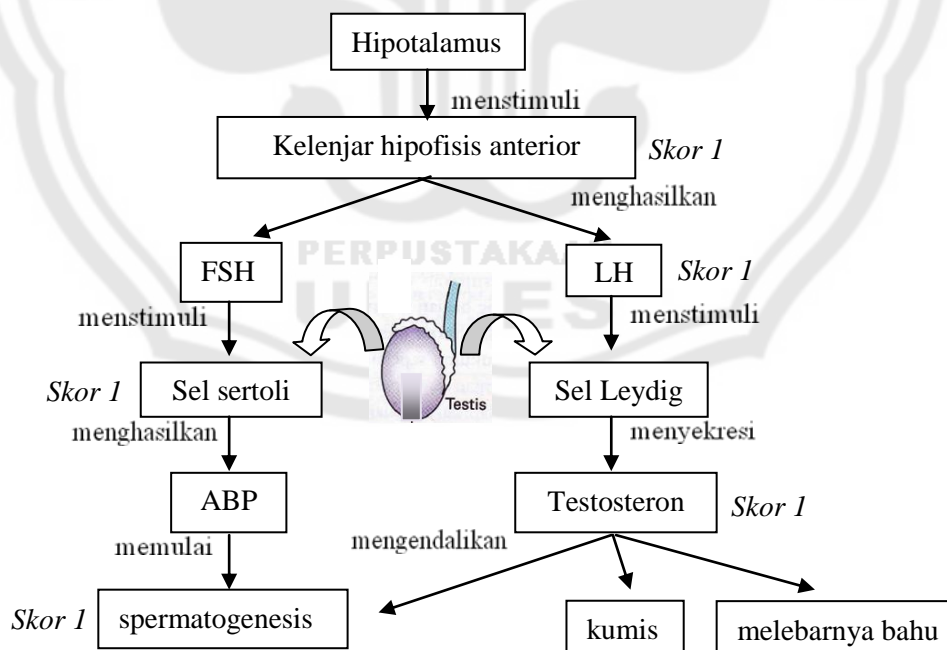 Hipotalamus
menstimuli
Kelenjar hipofisis anterior Skor 1
menghasilkan
PERPUSTAKAAN
UNNES
FSH LH Skor 1
menstimuli menstimuli
Skor 1 Sel sertoli Testis Sel Leydig
menghasilkan menyekresi
ABP Testosteron Skor 1
memulai mengendalikan
Skor 1 spermatogenesis kumis melebarnya bahu